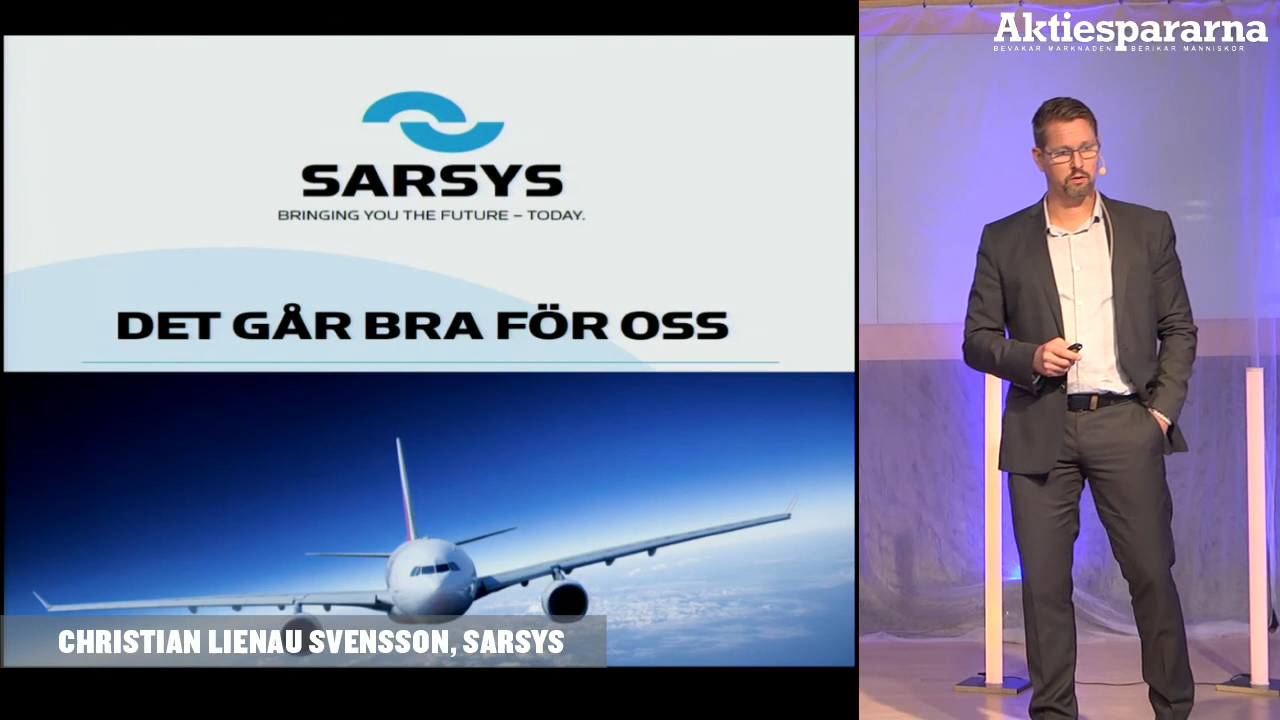 SARSYS
BRINGING YOU THE FUTURE – TODAY.
DET GÅR BRA FÖR OSS
CHRISTIAN LIENAU SVENSSON, SARSYS
Aktiespararna
BEVAKAR MARKNADEN BERIKAR MÄNNISKOR